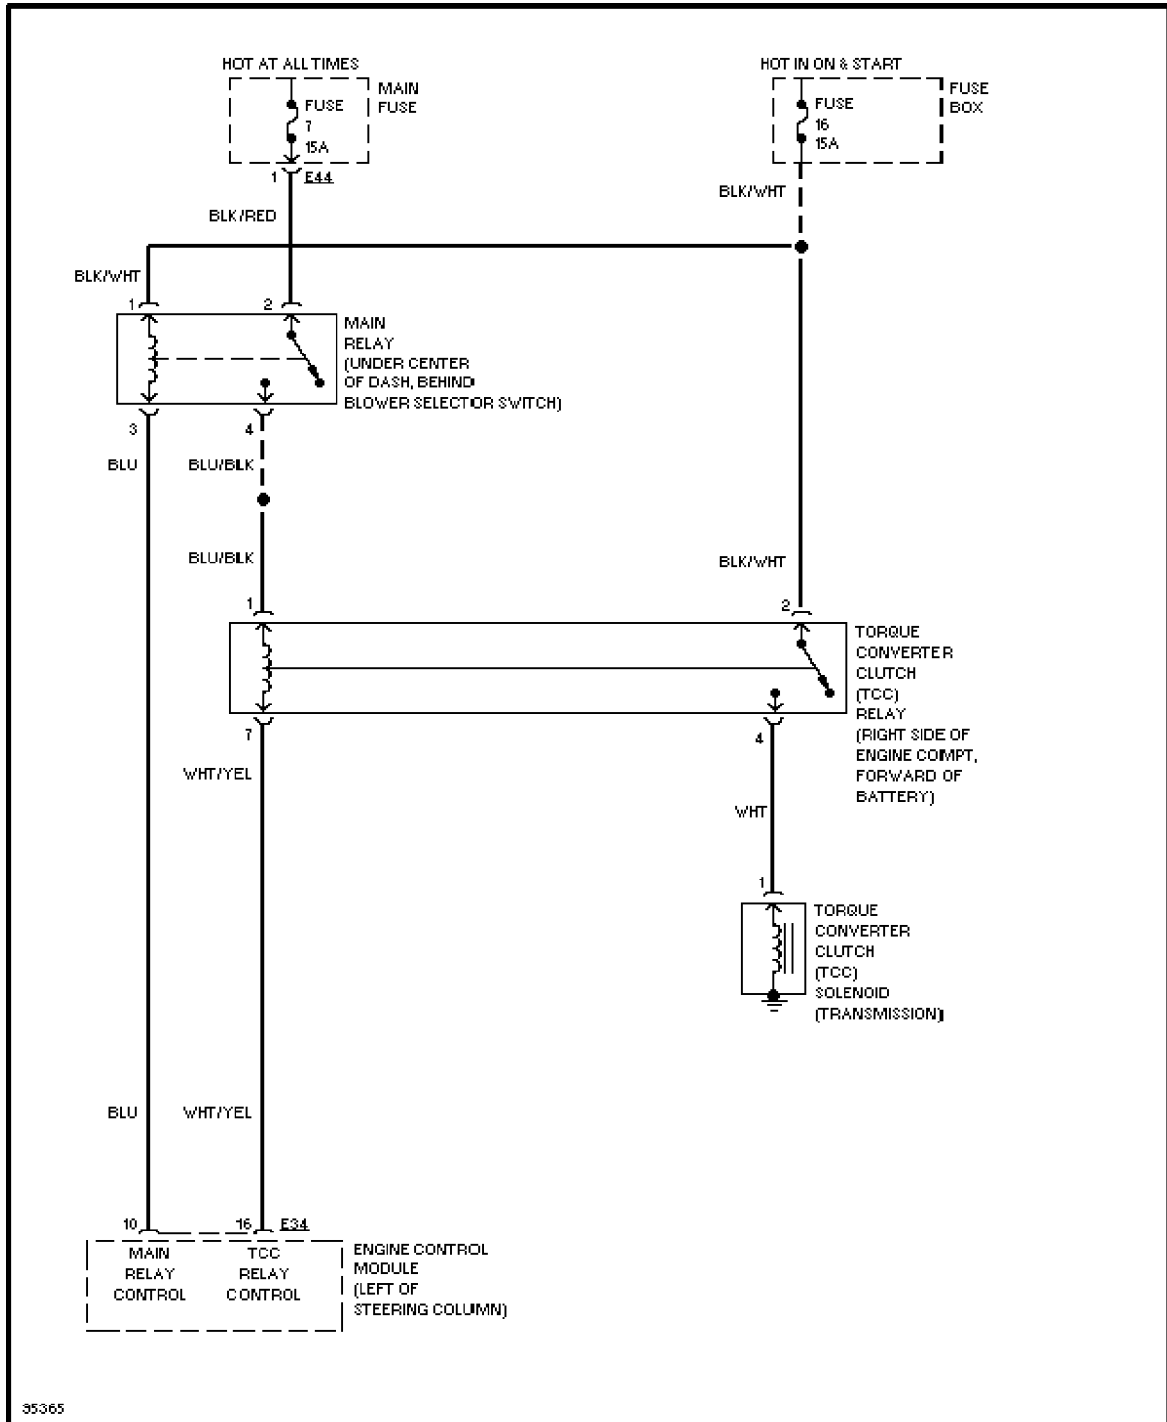 HOT AT ALL TIMES
HOT IN ON & START
MAIN
FUSE
FUSE
7
15A
FUSE
BOX
FUSE
16
15A
1 E44
BLK/WHT
BLK/RED
BLK/WHT
1
2
MAIN
RELAY
(UNDER CENTER
OF DASH, BEHIND
BLOWER SELECTOR SWITCH)
3
4
BLU
BLU/BLK
BLU/BLK
BLK/WHT
1
2
TORQUE
CONVERTER
CLUTCH
(TCC)
RELAY
(RIGHT SIDE OF
ENGINE COMPT,
FORWARD OF
BATTERY)
7
4
WHT/YEL
WHT
1
TORQUE
CONVERTER
CLUTCH
(TCC)
SOLENOID
(TRANSMISSION)
BLU
WHT/YEL
10
16 E34
MAIN
RELAY
CONTROL
TCC
RELAY
CONTROL
ENGINE CONTROL
MODULE
(LEFT OF
STEERING COLUMN)
95365